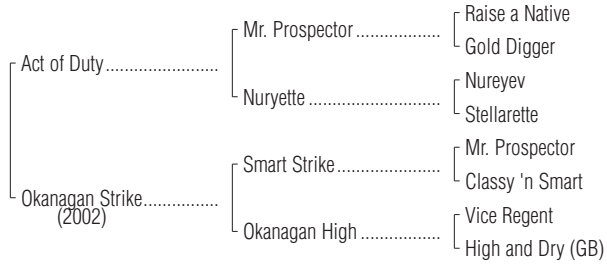 Raise a Native
Mr. Prospector ..................
Gold Digger
Act of Duty ........................
Nureyev
Nuryette ............................
Stellarette
Mr. Prospector
Smart Strike ......................
Classy 'n Smart
Okanagan Strike................
(2002)
Vice Regent
Okanagan High .................
High and Dry (GB)